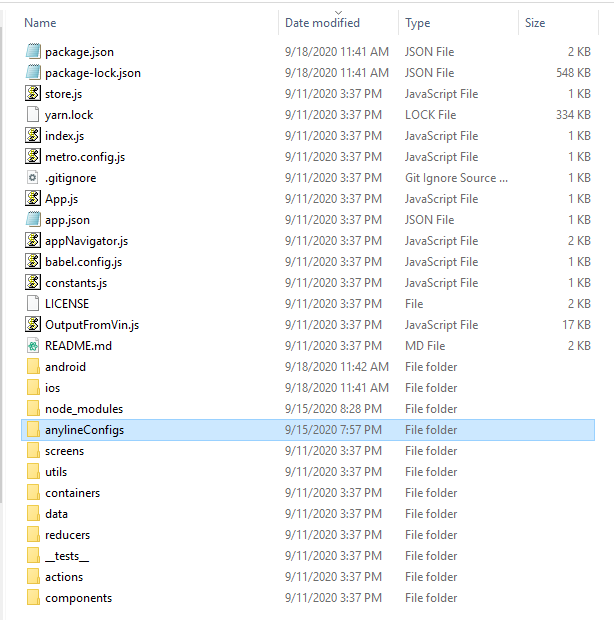 Name Date modified Type Size
package.json 9/18/2020 11:41 AM JSON File 2 KB
package-lock.json 9/18/2020 11:41 AM JSON File 548 KB
store.js 9/11/2020 3:37 PM JavaScript File 1 KB
yarn.lock 9/11/2020 3:37 PM LOCK File 334 KB
index.js 9/11/2020 3:37 PM JavaScript File 1 KB
metro.config.js 9/11/2020 3:37 PM JavaScript File 1 KB
.gitignore 9/11/2020 3:37 PM Git Ignore Source ... 1 KB
App.js 9/11/2020 3:37 PM JavaScript File 1 KB
app.json 9/11/2020 3:37 PM JSON File 1 KB
appNavigator.js 9/11/2020 3:37 PM JavaScript File 2 KB
babel.config.js 9/11/2020 3:37 PM JavaScript File 1 KB
constants.js 9/11/2020 3:37 PM JavaScript File 1 KB
LICENSE 9/11/2020 3:37 PM File 2 KB
OutputFromVin.js 9/11/2020 3:37 PM JavaScript File 17 KB
README.md 9/11/2020 3:37 PM MD File 2 KB
android 9/18/2020 11:42 AM File folder
ios 9/18/2020 11:41 AM File folder
node_modules 9/15/2020 8:28 PM File folder
anylineConfigs 9/15/2020 7:57 PM File folder
screens 9/11/2020 3:37 PM File folder
utils 9/11/2020 3:37 PM File folder
containers 9/11/2020 3:37 PM File folder
data 9/11/2020 3:37 PM File folder
reducers 9/11/2020 3:37 PM File folder
__tests__ 9/11/2020 3:37 PM File folder
actions 9/11/2020 3:37 PM File folder
components 9/11/2020 3:37 PM File folder